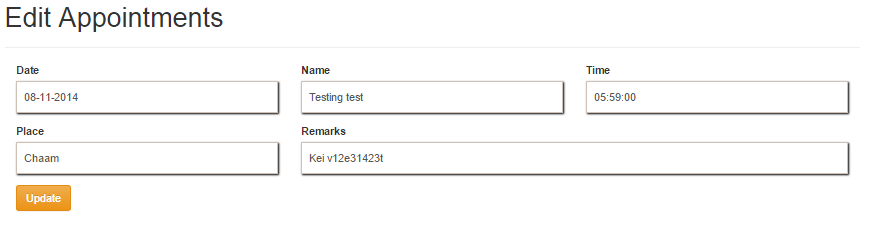 Edit Appointments
Date Name Time
08-11-2014 Testing test 05:59:00
Place Remarks
Chaam Kei v12e31423t
Update